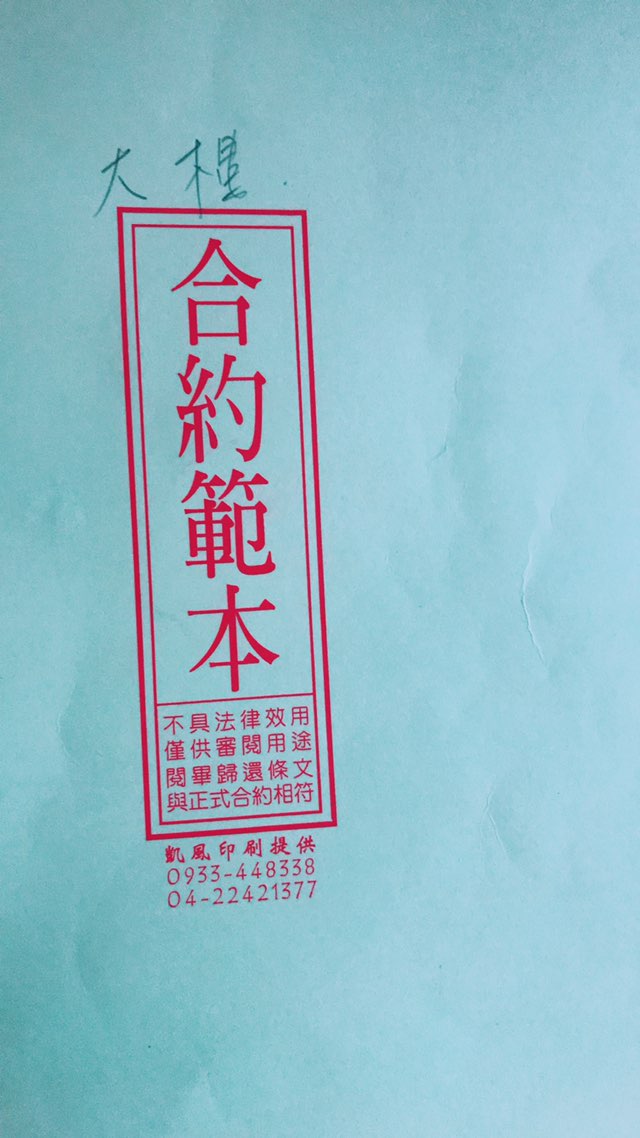 大樓
合約範本
不具法律效用
僅供審閱用途
閱畢歸還條文
與正式合約相符
凱風印刷提供
0933-448338
04-22421377